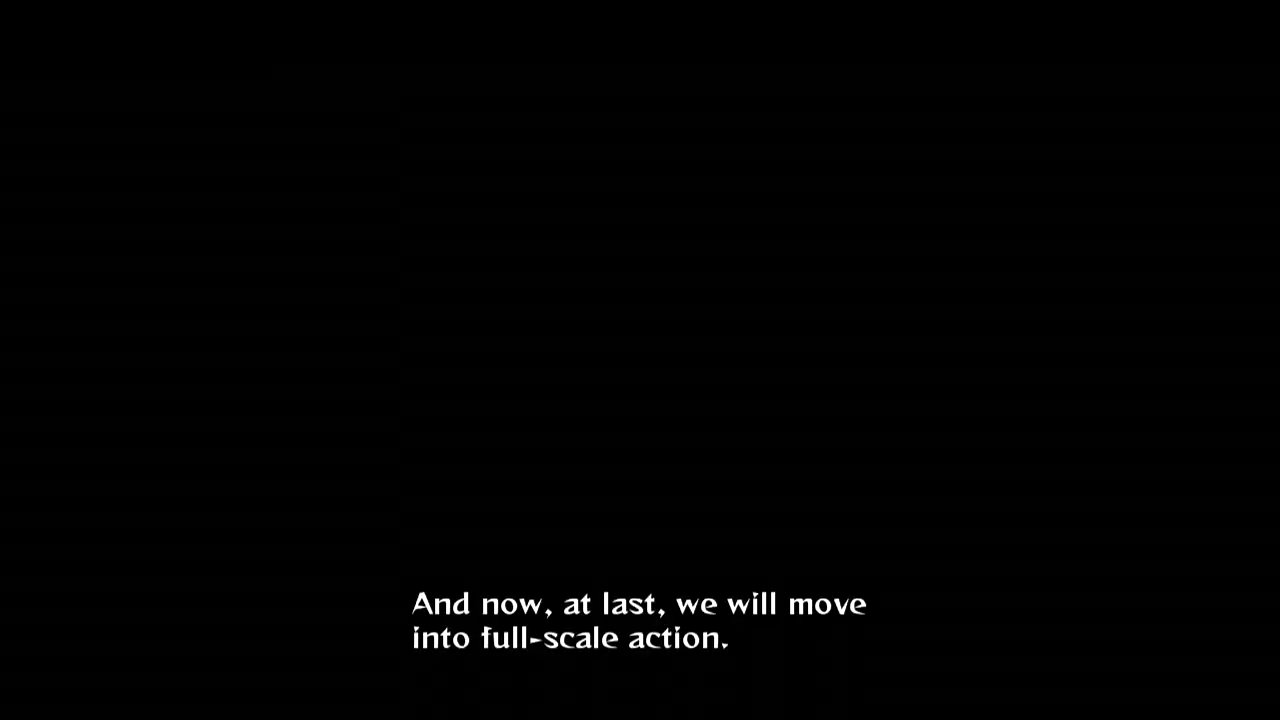 And now, at last, we will move
into full-scale action.